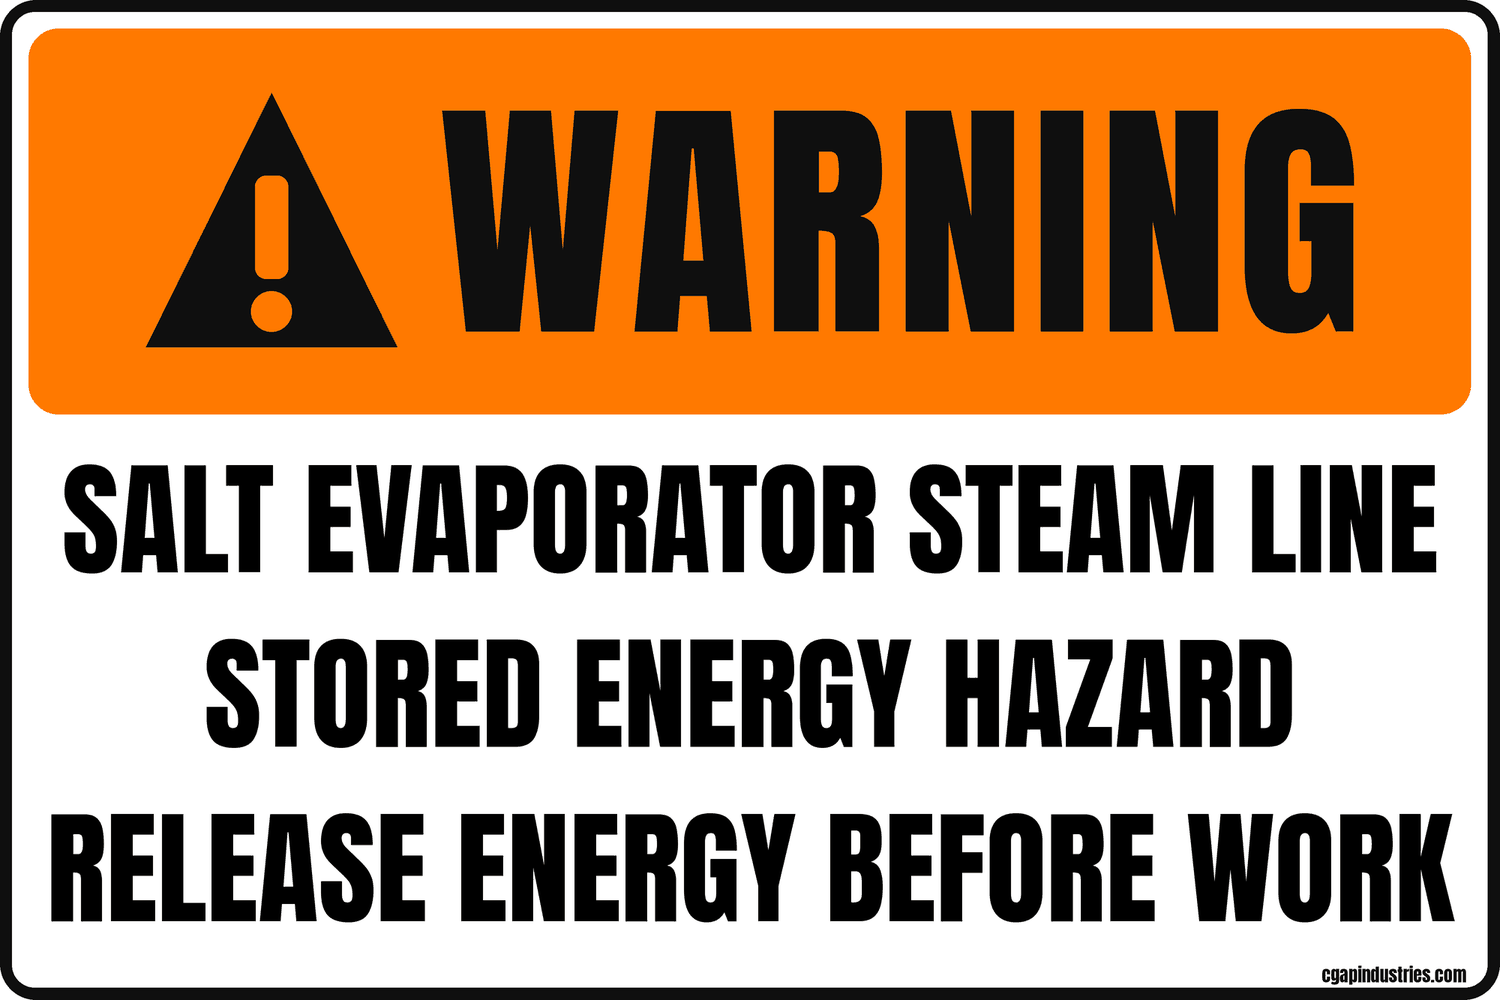 WARNING
SALT EVAPORATOR STEAM LINE
STORED ENERGY HAZARD
RELEASE ENERGY BEFORE WORK
cgapindustries.com